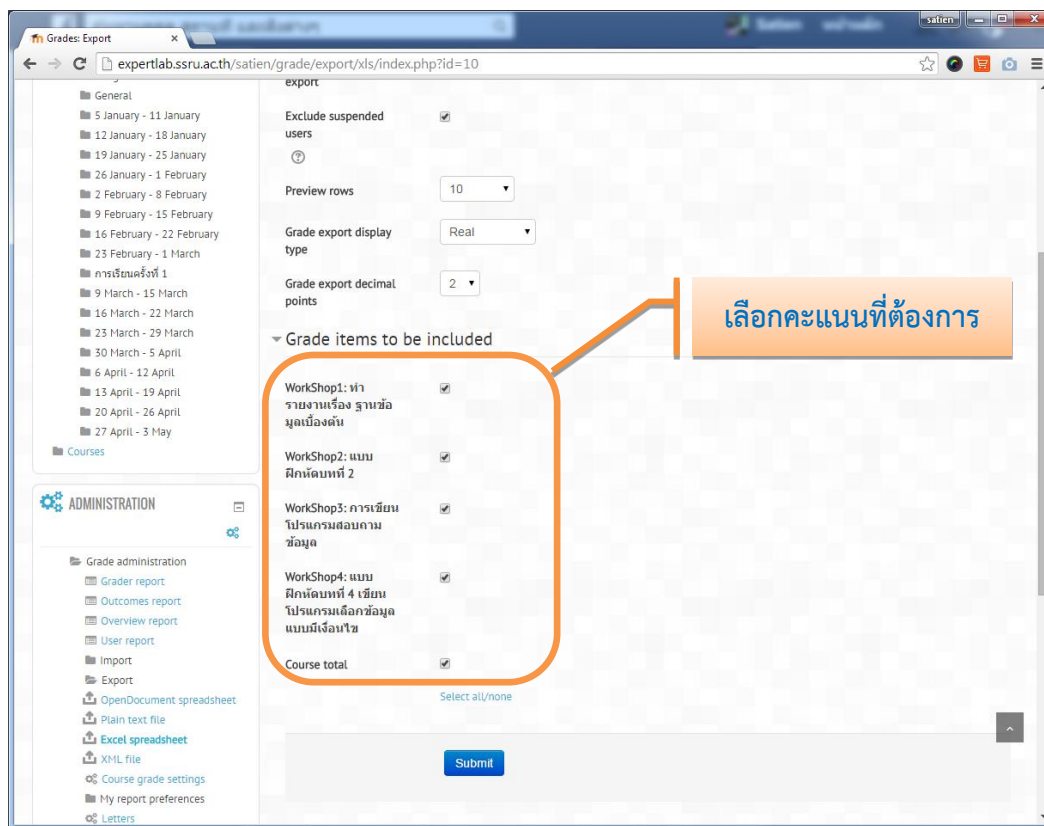 satien
Grades: Export
expertlab.ssru.ac.th/satien/grade/export/xls/index.php?id=10
General
5 January - 11 January
12 January - 18 January
19 January - 25 January
26 January - 1 February
2 February - 8 February
9 February - 15 February
16 February - 22 February
23 February - 1 March
การเรียนครั้งที่ 1
9 March - 15 March
16 March - 22 March
23 March - 29 March
30 March - 5 April
6 April - 12 April
13 April - 19 April
20 April - 26 April
27 April - 3 May
Courses
ADMINISTRATION
Grade administration
Grader report
Outcomes report
Overview report
User report
Import
Export
OpenDocument spreadsheet
Plain text file
Excel spreadsheet
XML file
Course grade settings
My report preferences
Letters
export
Exclude suspended
users
Preview rows
10
Grade export display
type
Real
Grade export decimal
points
2
เลือกคะแนนที่ต้องการ
Grade items to be included
WorkShop1: ทำ
รายงานเรื่อง ฐานข้อ
มูลเบื้องต้น
WorkShop2: แบบ
ฝึกหัดบทที่ 2
WorkShop3: การเขียน
โปรแกรมสอบถาม
ข้อมูล
WorkShop4: แบบ
ฝึกหัดบทที่ 4 เขียน
โปรแกรมเลือกข้อมูล
แบบมีเงื่อนไข
Course total
Select all/none
Submit